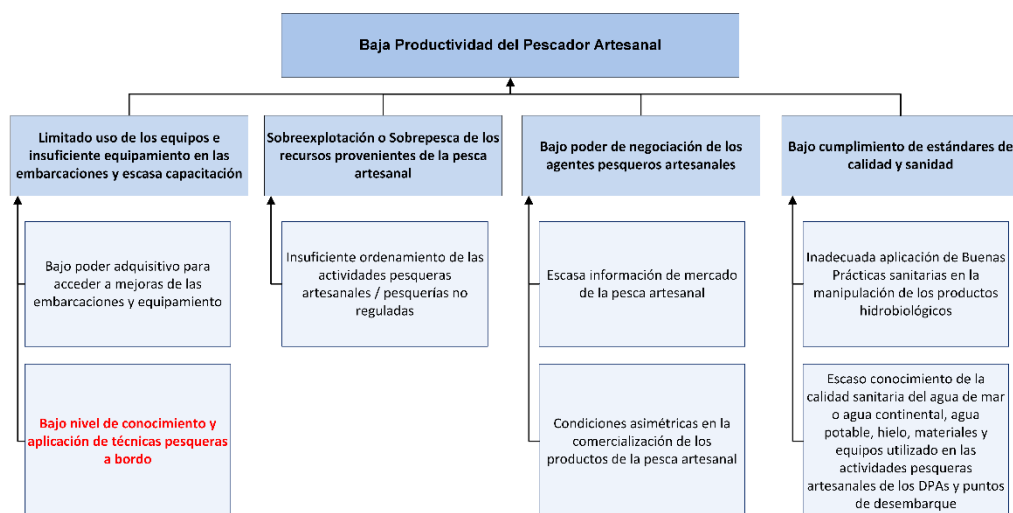 Baja Productividad del Pescador Artesanal
Limitado uso de los equipos e
insuficiente equipamiento en las
embarcaciones y escasa capacitación
Bajo poder adquisitivo para
acceder a mejoras de las
embarcaciones y equipamiento
Bajo nivel de conocimiento y
aplicación de técnicas pesqueras
a bordo
Sobreexplotación o Sobrepesca de los
recursos provenientes de la pesca
artesanal
Insuficiente ordenamiento de las
actividades pesqueras
artesanales / pesquerías no
reguladas
Bajo poder de negociación de los
agentes pesqueros artesanales
Escasa información de mercado
de la pesca artesanal
Condiciones asimétricas en la
comercialización de los
productos de la pesca artesanal
Bajo cumplimiento de estándares de
calidad y sanidad
Inadecuada aplicación de Buenas
Prácticas sanitarias en la
manipulación de los productos
hidrobiológicos
Escaso conocimiento de la
calidad sanitaria del agua de mar
o agua continental, agua
potable, hielo, materiales y
equipos utilizado en las
actividades pesqueras
artesanales de los DPAs y puntos
de desembarque